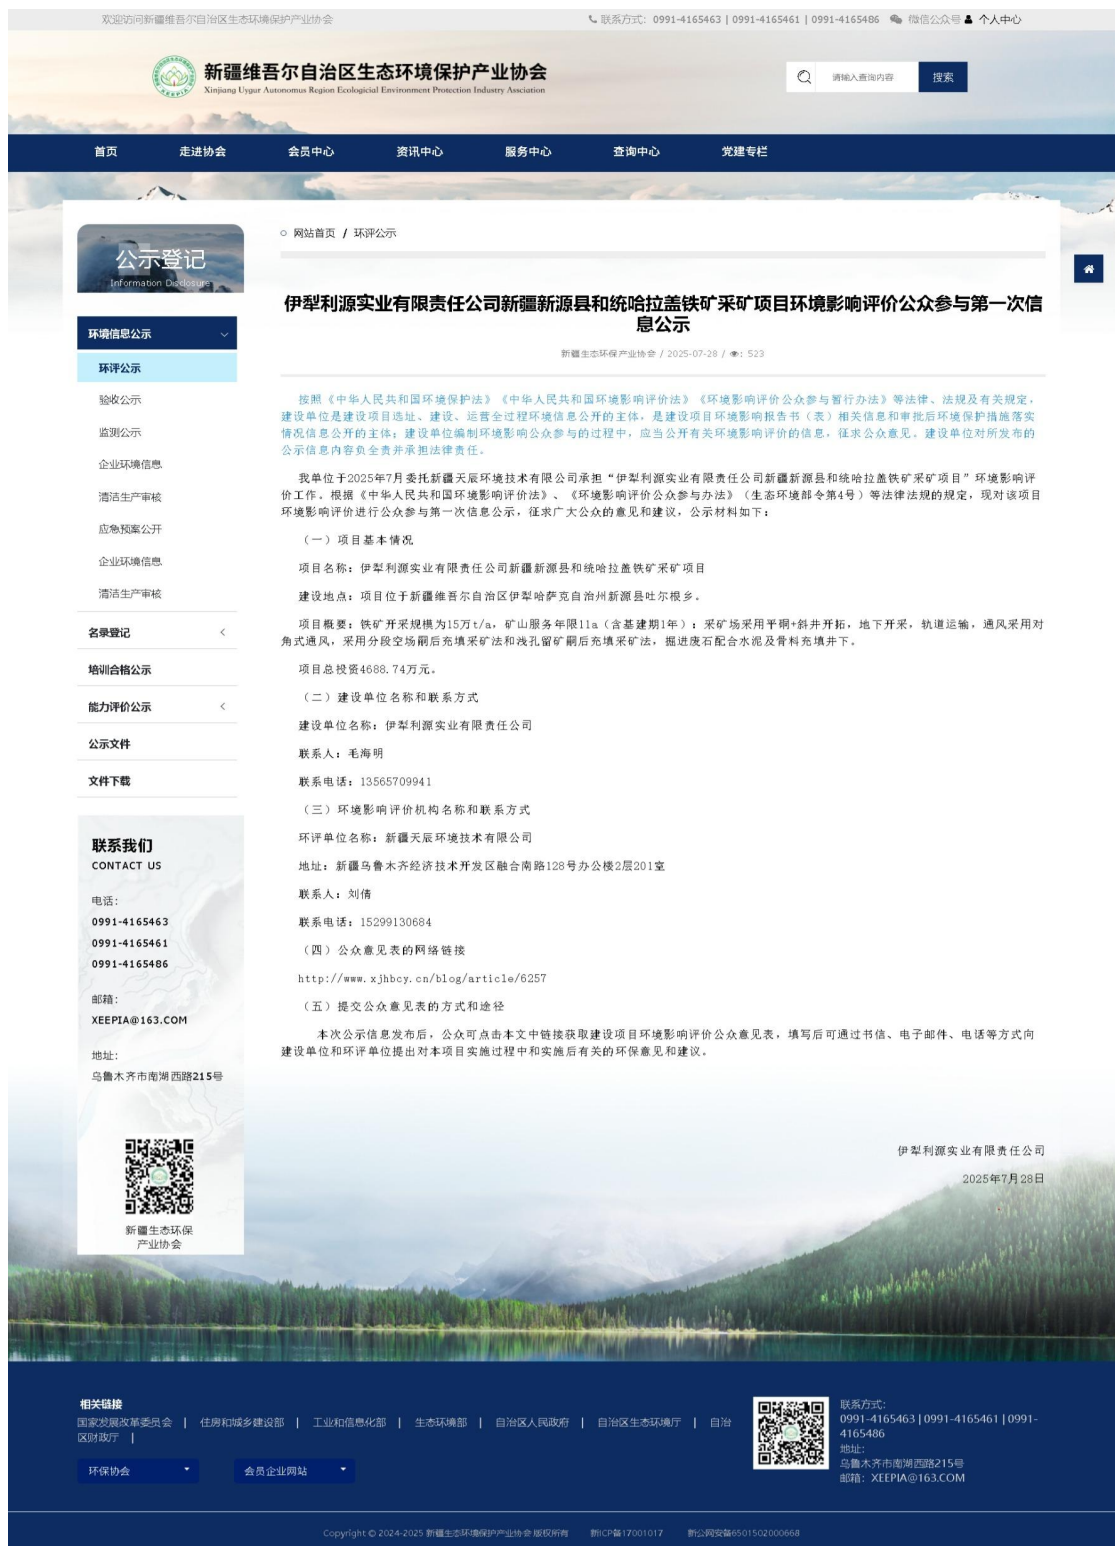 欢迎访问新疆维吾尔自治区生态环境保护产业协会
联系方式：0991-4165463 | 0991-4165461 | 0991-4165486 微信公众号 个人中心
新疆维吾尔自治区生态环境保护产业协会
Xinjiang Uygur Autonomus Region Ecologicial Environment Protection Industry Assciation
请输入查询内容 搜索
首页 走进协会 会员中心 资讯中心 服务中心 查询中心 党建专栏
公示登记
Information Disclosure
环境信息公示
环评公示
验收公示
监测公示
企业环境信息
清洁生产审核
应急预案公开
企业环境信息
清洁生产审核
名录登记
培训合格公示
能力评价公示
公示文件
文件下载
联系我们
CONTACT US
电话：
0991-4165463
0991-4165461
0991-4165486
邮箱：
XEEPIA@163.COM
地址：
乌鲁木齐市南湖西路215号
新疆生态环保
产业协会
网站首页 / 环评公示
伊犁利源实业有限责任公司新疆新源县和统哈拉盖铁矿采矿项目环境影响评价公众参与第一次信
息公示
新疆生态环保产业协会 / 2025-07-28 / : 523
按照《中华人民共和国环境保护法》《中华人民共和国环境影响评价法》《环境影响评价公众参与暂行办法》等法律、法规及有关规定，
建设单位是建设项目选址、建设、运营全过程环境信息公开的主体，是建设项目环境影响报告书（表）相关信息和审批后环境保护措施落实
情况信息公开的主体；建设单位编制环境影响公众参与的过程中，应当公开有关环境影响评价的信息，征求公众意见。建设单位对所发布的
公示信息内容负全责并承担法律责任。
我单位于2025年7月委托新疆天辰环境技术有限公司承担“伊犁利源实业有限责任公司新疆新源县和统哈拉盖铁矿采矿项目”环境影响评
价工作。根据《中华人民共和国环境影响评价法》、《环境影响评价公众参与办法》（生态环境部令第4号）等法律法规的规定，现对该项目
环境影响评价进行公众参与第一次信息公示，征求广大公众的意见和建议，公示材料如下：
（一）项目基本情况
项目名称：伊犁利源实业有限责任公司新疆新源县和统哈拉盖铁矿采矿项目
建设地点：项目位于新疆维吾尔自治区伊犁哈萨克自治州新源县吐尔根乡。
项目概要：铁矿开采规模为15万t/a，矿山服务年限11a（含基建期1年）；采矿场采用平硐+斜井开拓，地下开采，轨道运输，通风采用对
角式通风，采用分段空场嗣后充填采矿法和浅孔留矿嗣后充填采矿法，掘进废石配合水泥及骨料充填井下。
项目总投资4688.74万元。
（二）建设单位名称和联系方式
建设单位名称：伊犁利源实业有限责任公司
联系人：毛海明
联系电话：13565709941
（三）环境影响评价机构名称和联系方式
环评单位名称：新疆天辰环境技术有限公司
地址：新疆乌鲁木齐经济技术开发区融合南路128号办公楼2层201室
联系人：刘倩
联系电话：15299130684
（四）公众意见表的网络链接
http://www.xjhbcy.cn/blog/article/6257
（五）提交公众意见表的方式和途径
本次公示信息发布后，公众可点击本文中链接获取建设项目环境影响评价公众意见表，填写后可通过书信、电子邮件、电话等方式向
建设单位和环评单位提出对本项目实施过程中和实施后有关的环保意见和建议。
伊犁利源实业有限责任公司
2025年7月28日
相关链接
国家发展改革委员会 | 住房和城乡建设部 | 工业和信息化部 | 生态环境部 | 自治区人民政府 | 自治区生态环境厅 | 自治
区财政厅 |
环保协会 会员企业网站
联系方式：
0991-4165463 | 0991-4165461 | 0991-
4165486
地址：
乌鲁木齐市南湖西路215号
邮箱：XEEPIA@163.COM
Copyright © 2024-2025 新疆生态环境保护产业协会 版权所有 新ICP备17001017 新公网安备6501502000668